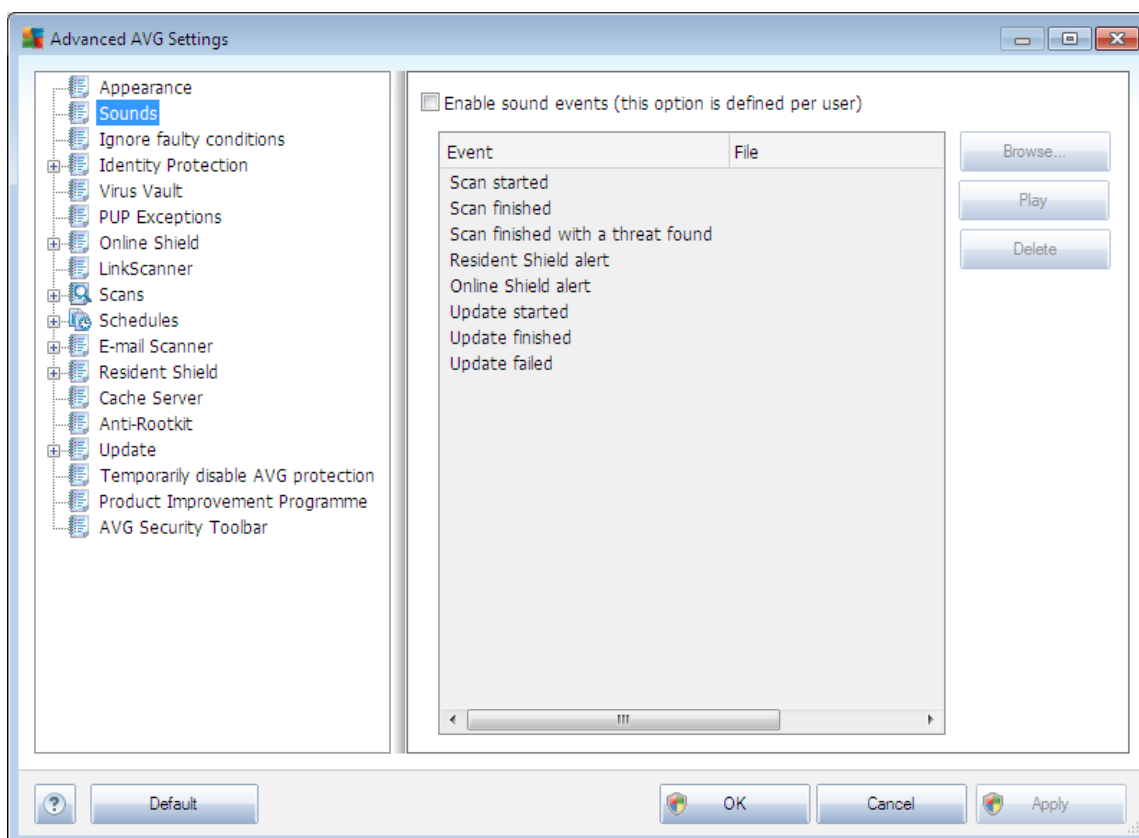 Advanced AVG Settings
Appearance
Sounds
Ignore faulty conditions
Identity Protection
Virus Vault
PUP Exceptions
Online Shield
LinkScanner
Scans
Schedules
E-mail Scanner
Resident Shield
Cache Server
Anti-Rootkit
Update
Temporarily disable AVG protection
Product Improvement Programme
AVG Security Toolbar
Enable sound events (this option is defined per user)
Event File
Scan started
Scan finished
Scan finished with a threat found
Resident Shield alert
Online Shield alert
Update started
Update finished
Update failed
Browse...
Play
Delete
? Default OK Cancel Apply